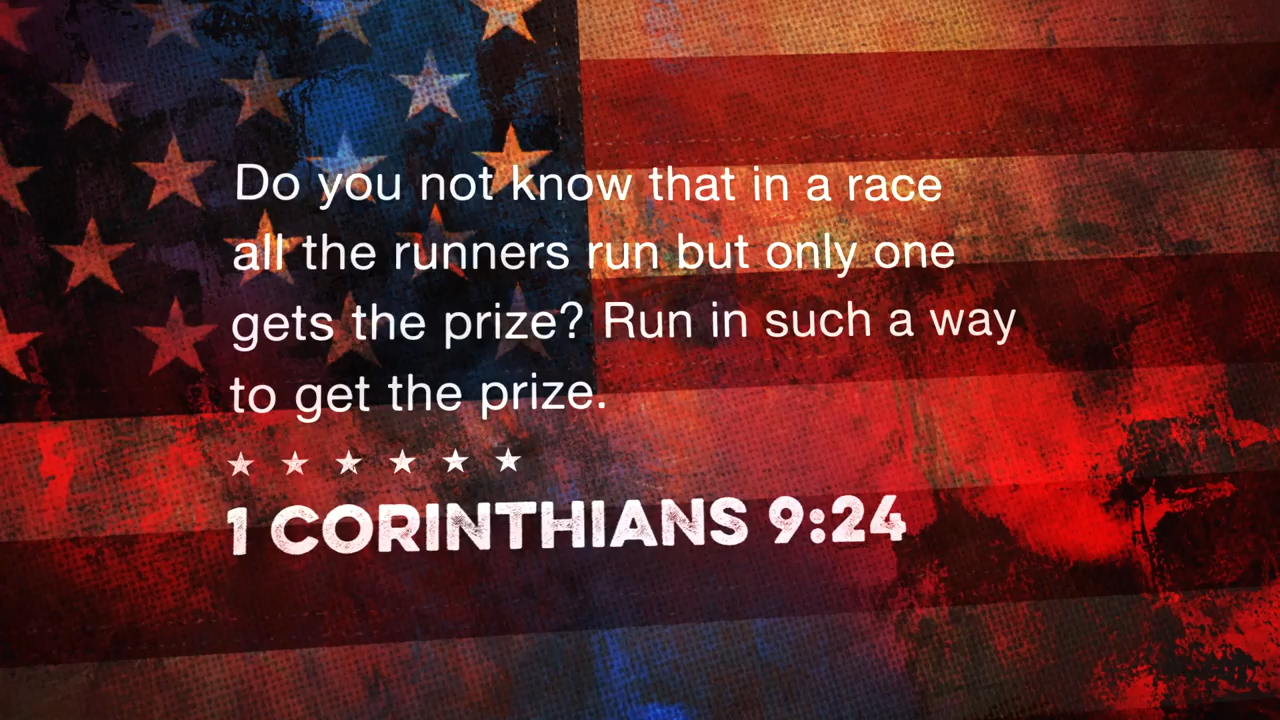 Do you not know that in a race
all the runners run but only one
gets the prize? Run in such a way
to get the prize.
1 CORINTHIANS 9:24